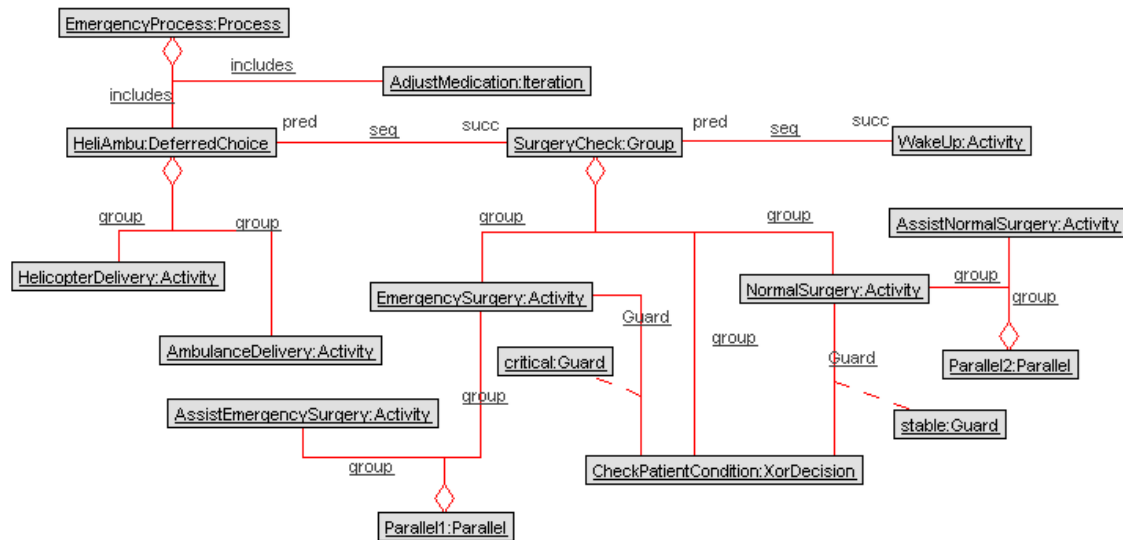 EmergencyProcess:Process
includes
AdjustMedication:Iteration
includes
pred
seq
succ
pred
seq
succ
HeliAmbu:DeferredChoice
SurgeryCheck:Group
WakeUp:Activity
group
group
group
group
AssistNormalSurgery:Activity
HelicopterDelivery:Activity
EmergencySurgery:Activity
NormalSurgery:Activity
group
group
Guard
group
Guard
AmbulanceDelivery:Activity
critical:Guard
Parallel2:Parallel
group
AssistEmergencySurgery:Activity
stable:Guard
group
CheckPatientCondition:XorDecision
Parallel1:Parallel